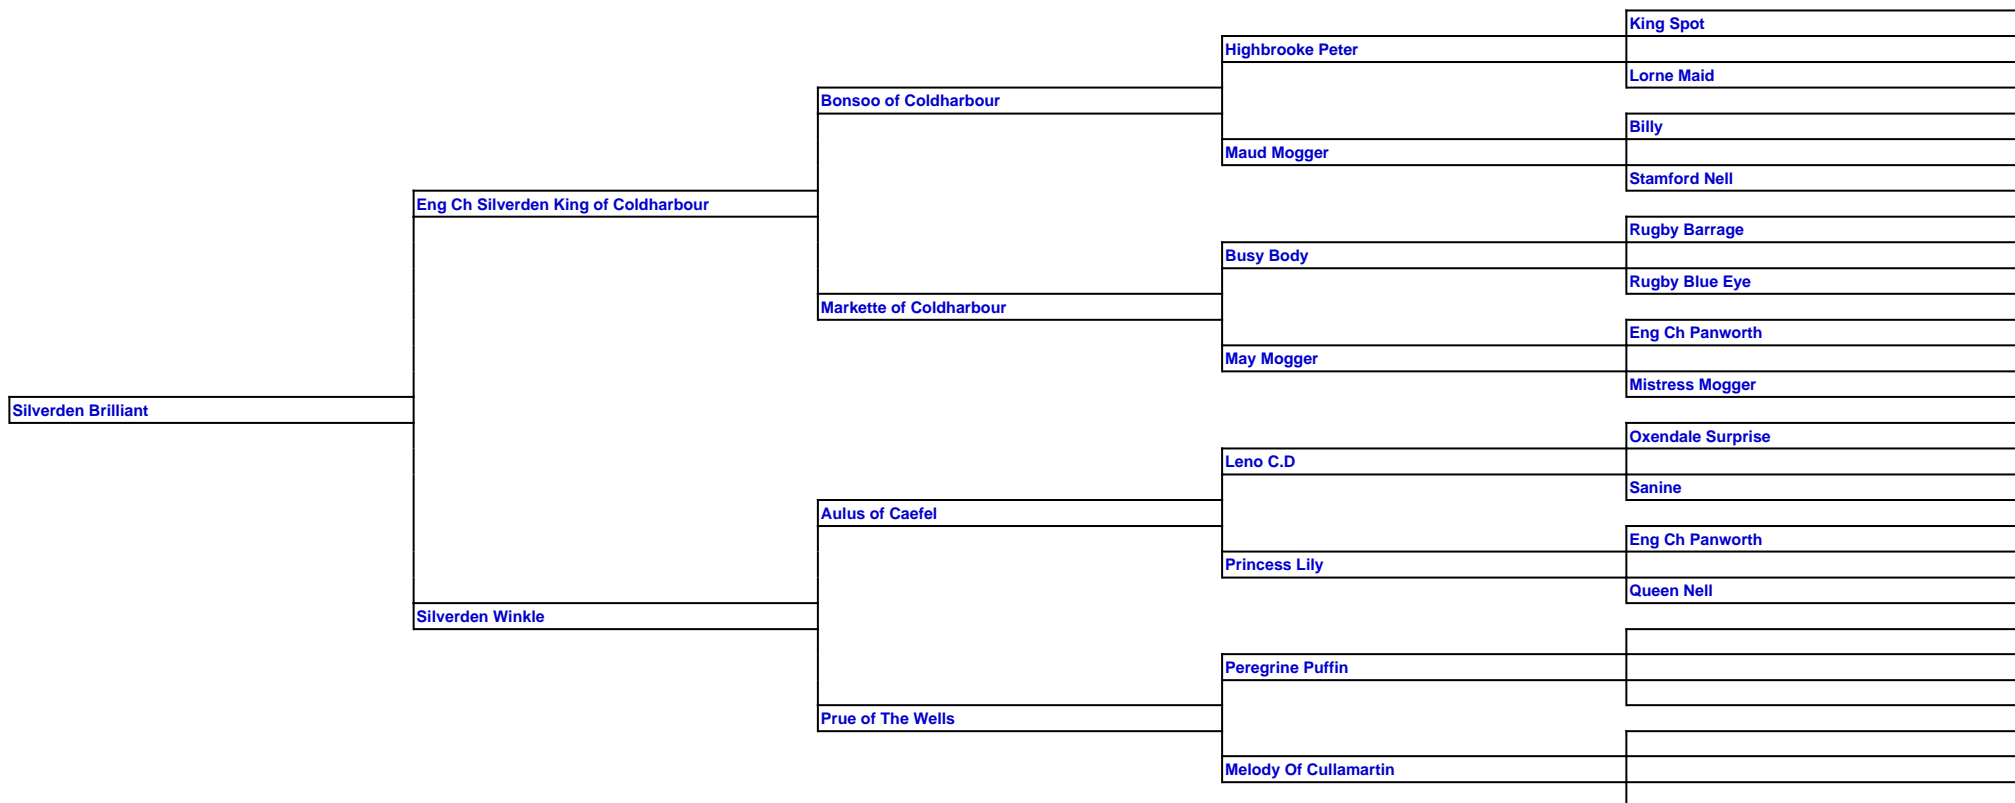 King Spot
Highbrooke Peter
Lorne Maid
Bonsoo of Coldharbour
Billy
Maud Mogger
Stamford Nell
Eng Ch Silverden King of Coldharbour
Rugby Barrage
Busy Body
Rugby Blue Eye
Markette of Coldharbour
Eng Ch Panworth
May Mogger
Mistress Mogger
Silverden Brilliant
Oxendale Surprise
Leno C.D
Sanine
Aulus of Caefel
Eng Ch Panworth
Princess Lily
Queen Nell
Silverden Winkle
Peregrine Puffin
Prue of The Wells
Melody Of Cullamartin